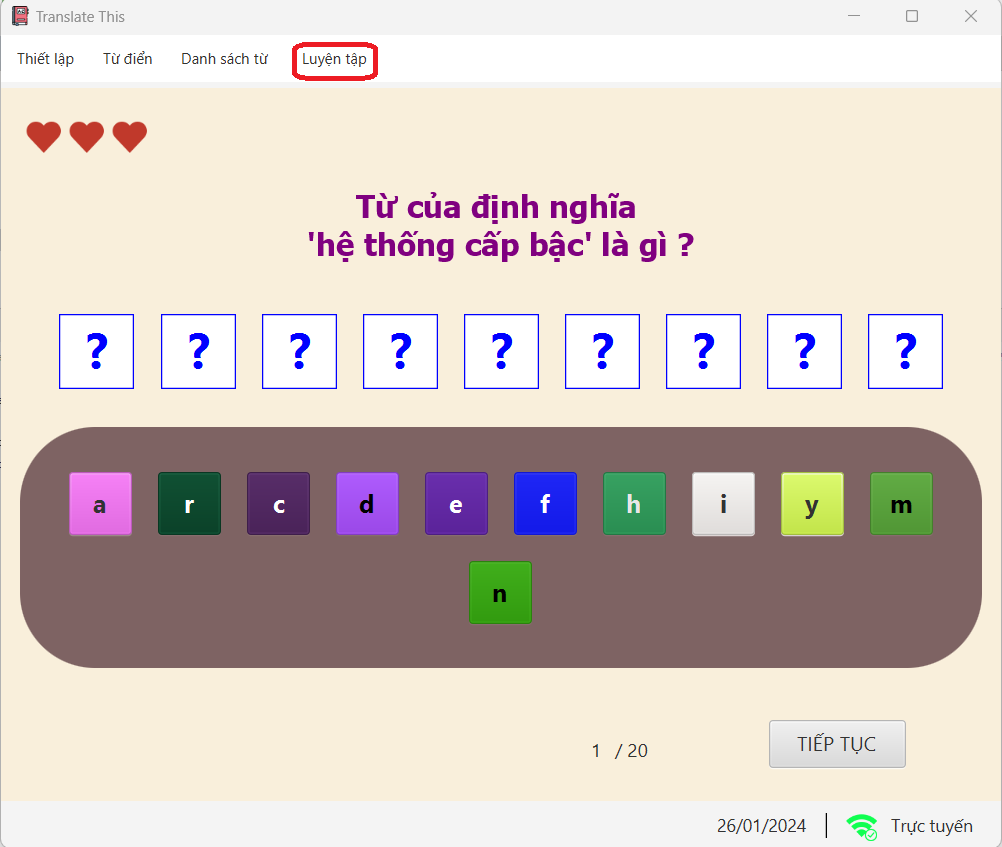 Translate This
Thiết lập Từ điển Danh sách từ Luyện tập
Từ của định nghĩa
'hệ thống cấp bậc' là gì ?
? ? ? ? ? ? ? ? ?
a r c d e f h i y m
n
1 / 20 TIẾP TỤC
26/01/2024 Trực tuyến